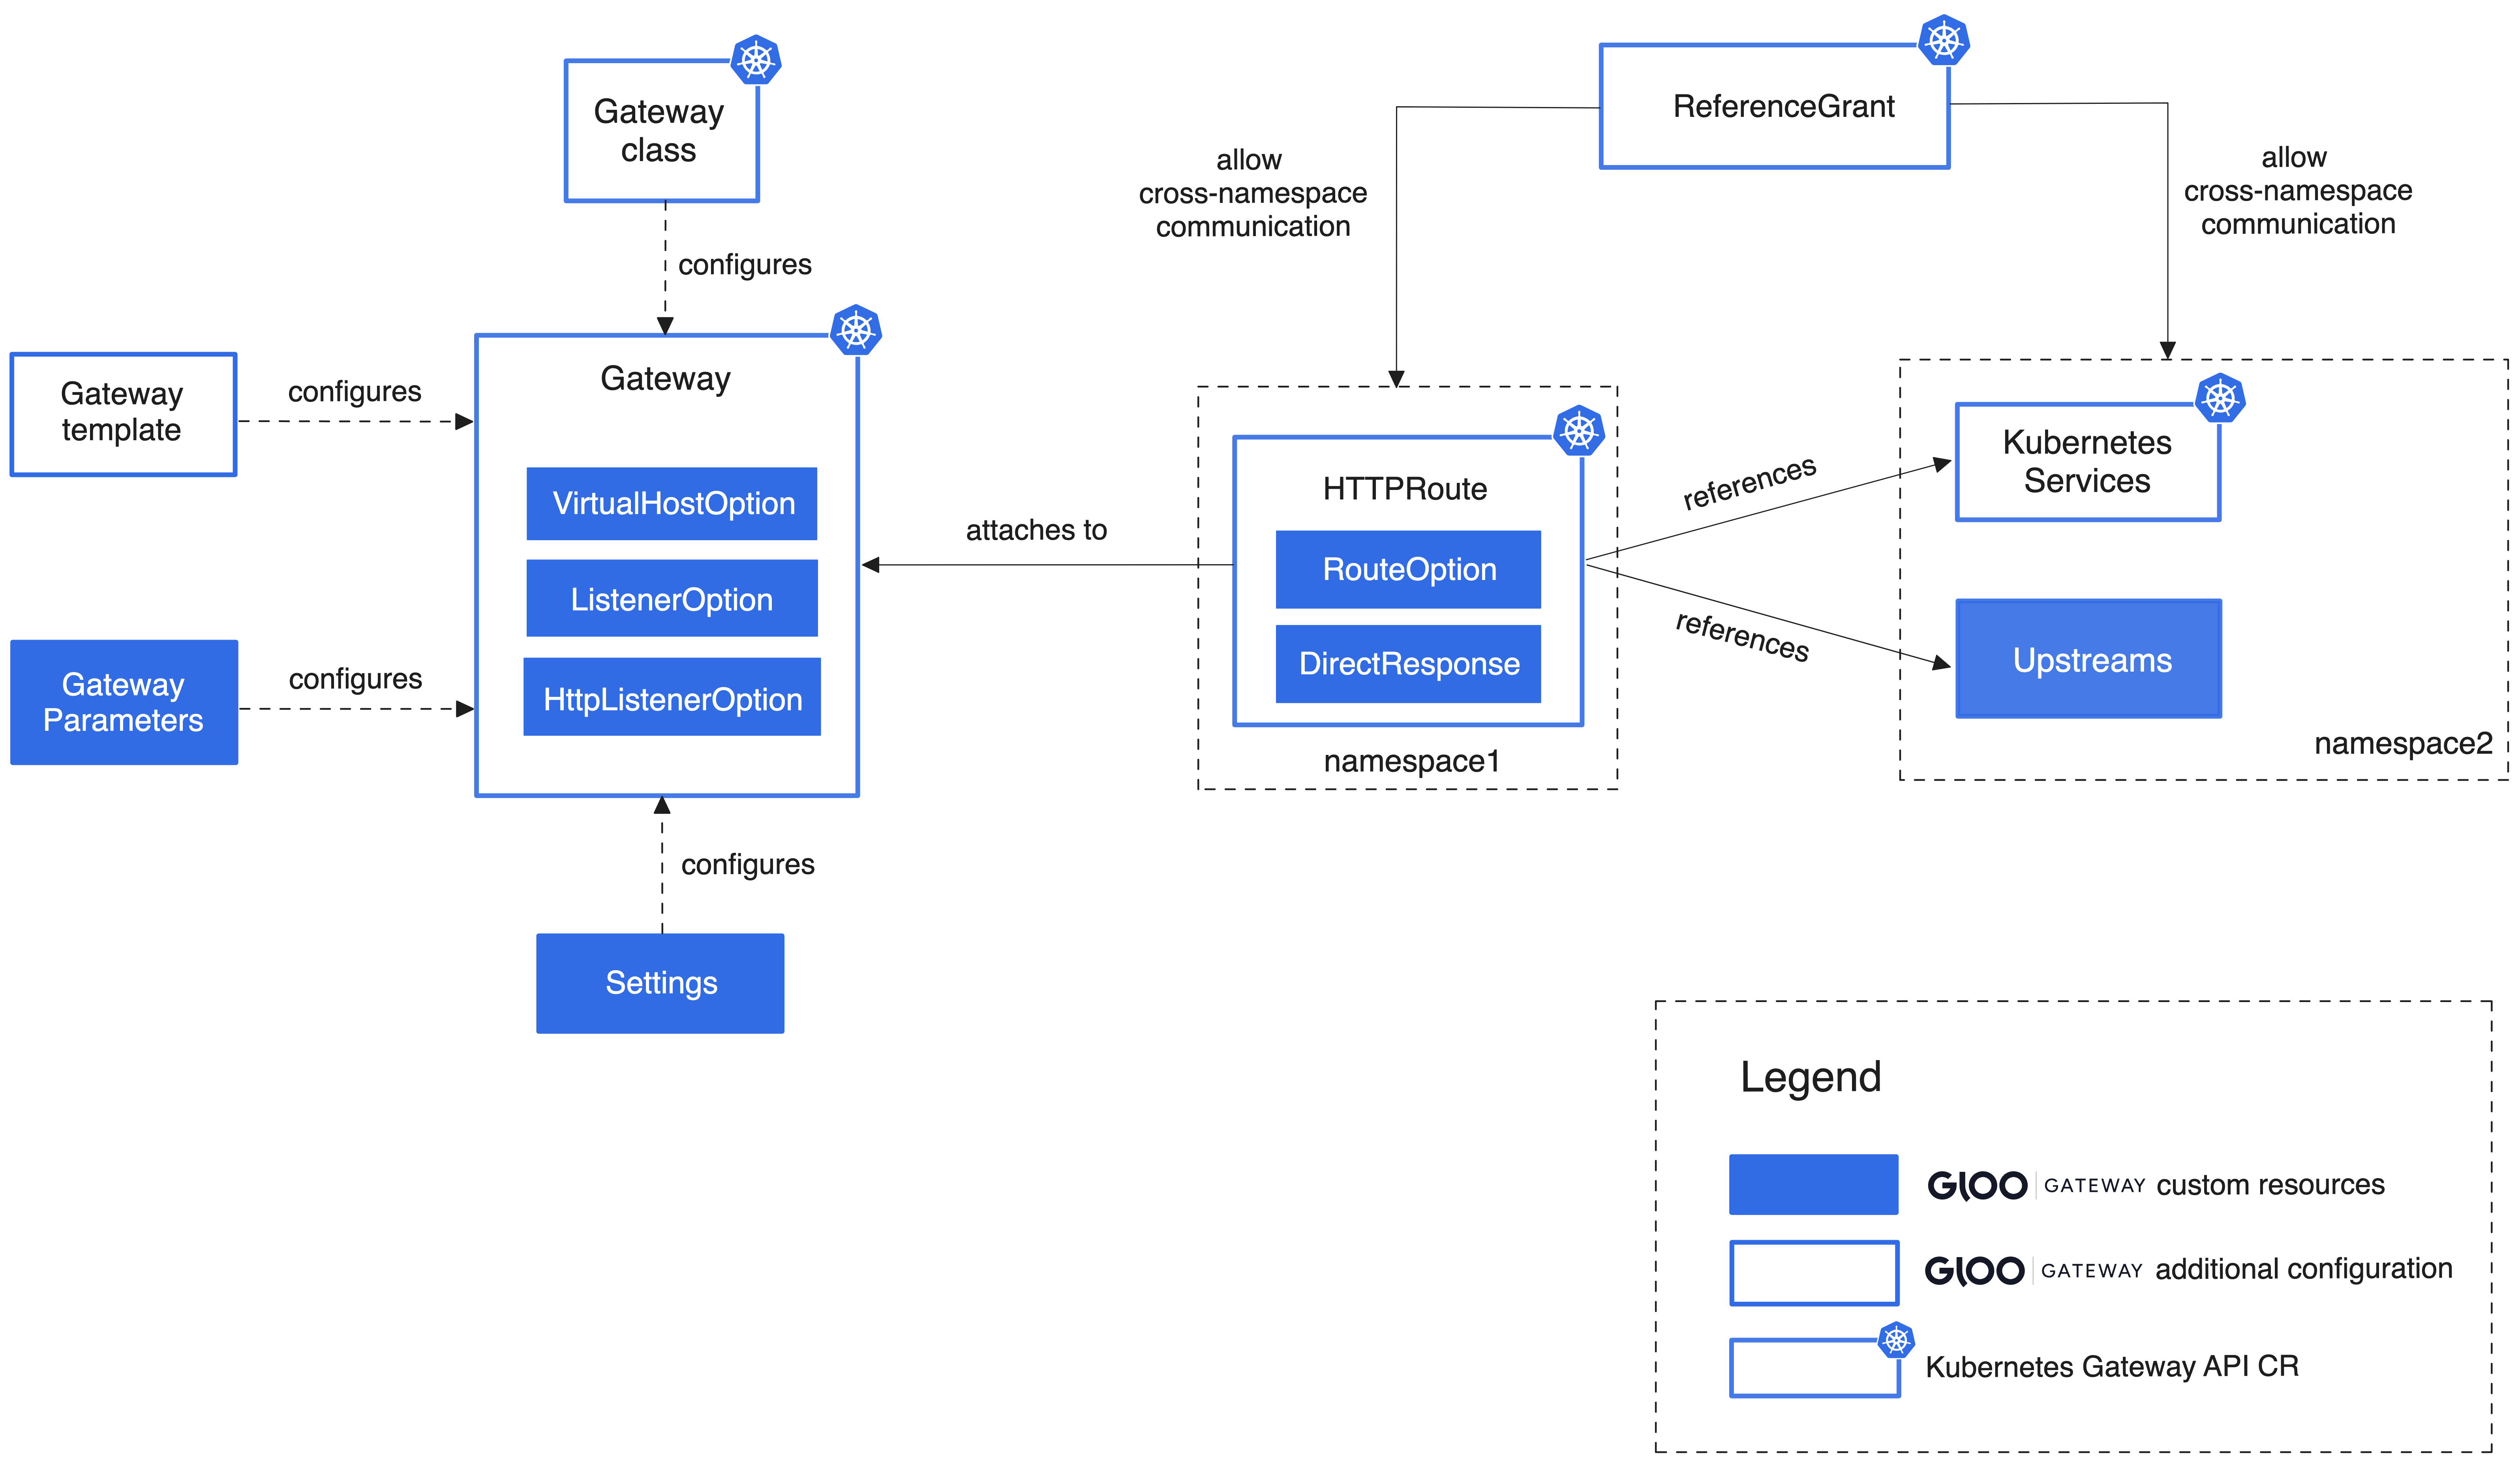 Gateway
class
configures
Gateway
template
configures
Gateway
Parameters
configures
Gateway
VirtualHostOption
ListenerOption
HttpListenerOption
configures
Settings
attaches to
ReferenceGrant
allow
cross-namespace
communication
allow
cross-namespace
communication
HTTPRoute
RouteOption
DirectResponse
namespace1
references
references
Kubernetes
Services
Upstreams
namespace2
Legend
GLOO GATEWAY custom resources
GLOO GATEWAY additional configuration
Kubernetes Gateway API CR